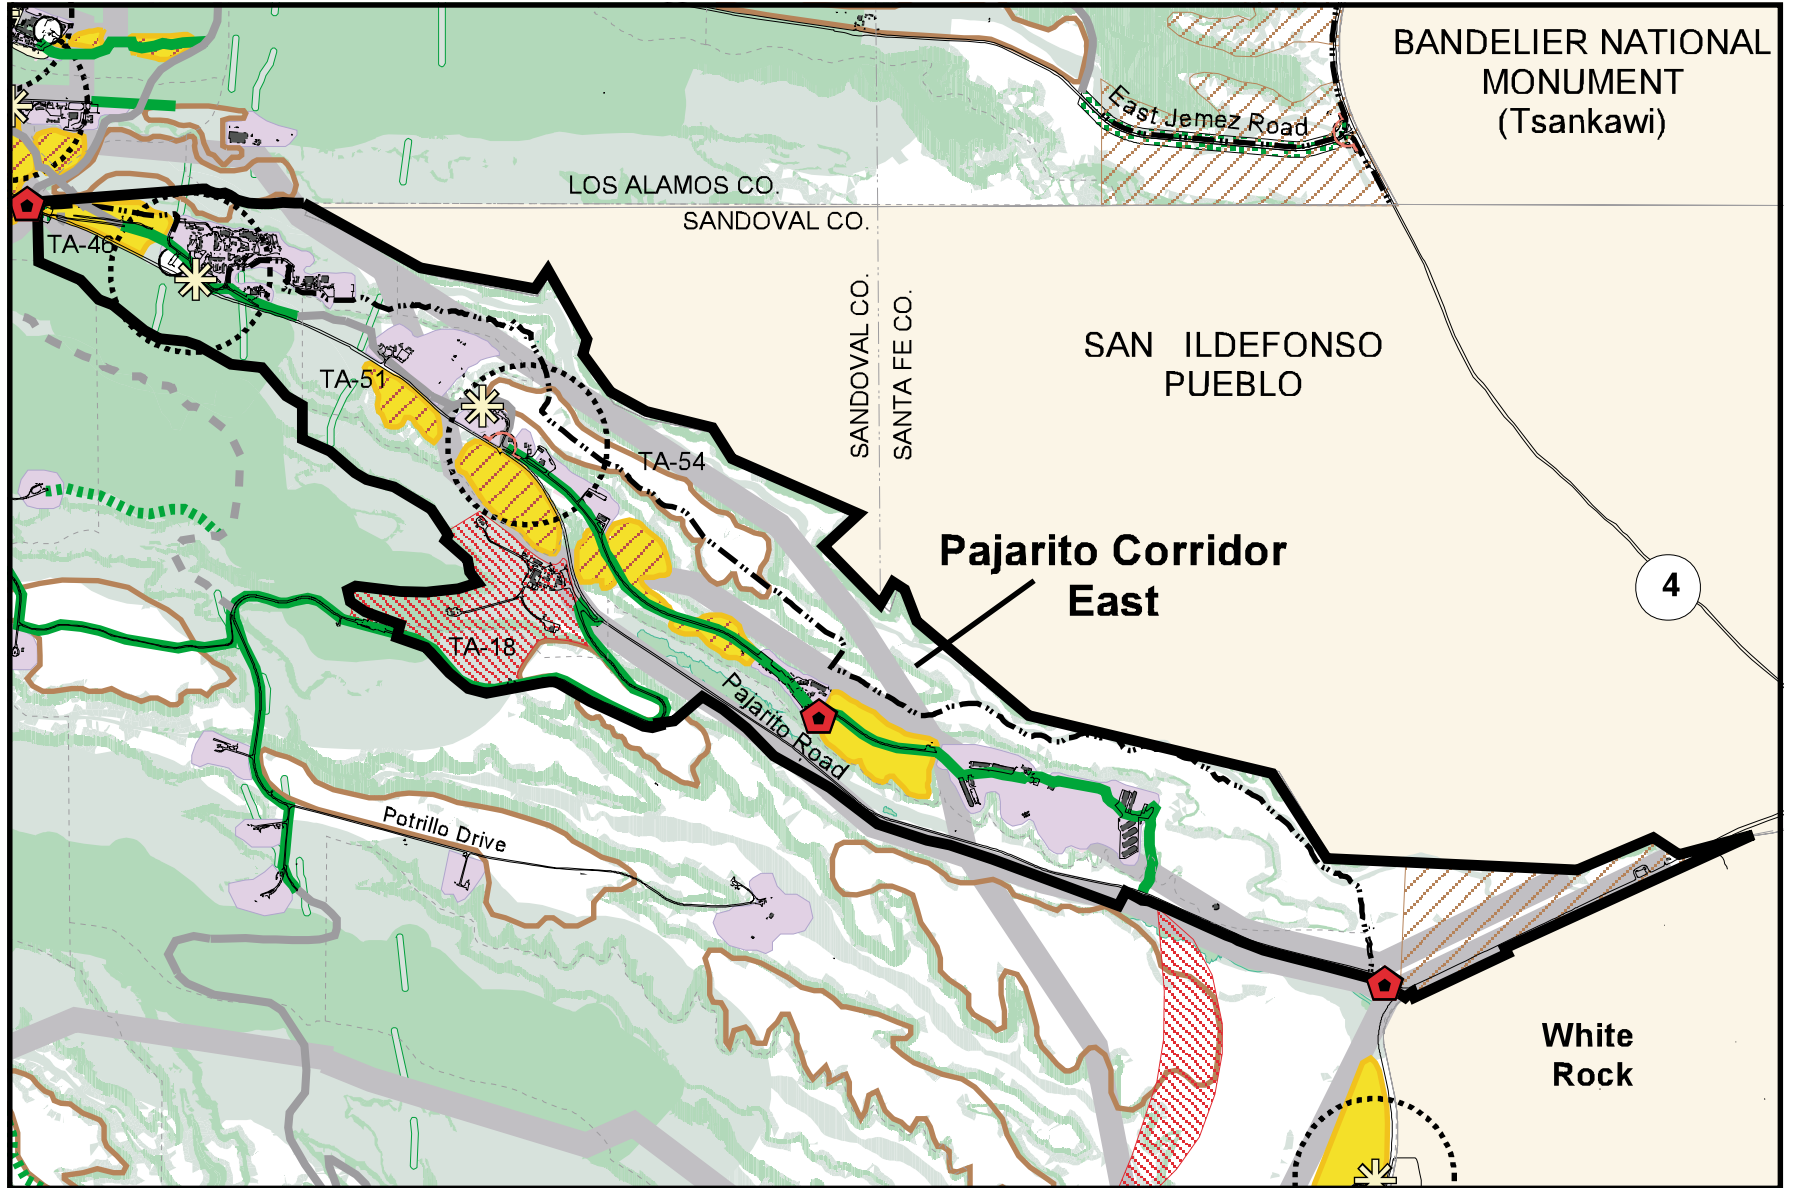 BANDELIER NATIONAL
MONUMENT
(Tsankawi)
East Jemez Road
LOS ALAMOS CO.
SANDOVAL CO.
TA-46
SANDOVAL CO.
SANTA FE CO.
SAN ILDEFONSO
PUEBLO
TA-51
TA-54
Pajarito Corridor
East
4
TA-18
Pajarito Road
Potrillo Drive
White
Rock